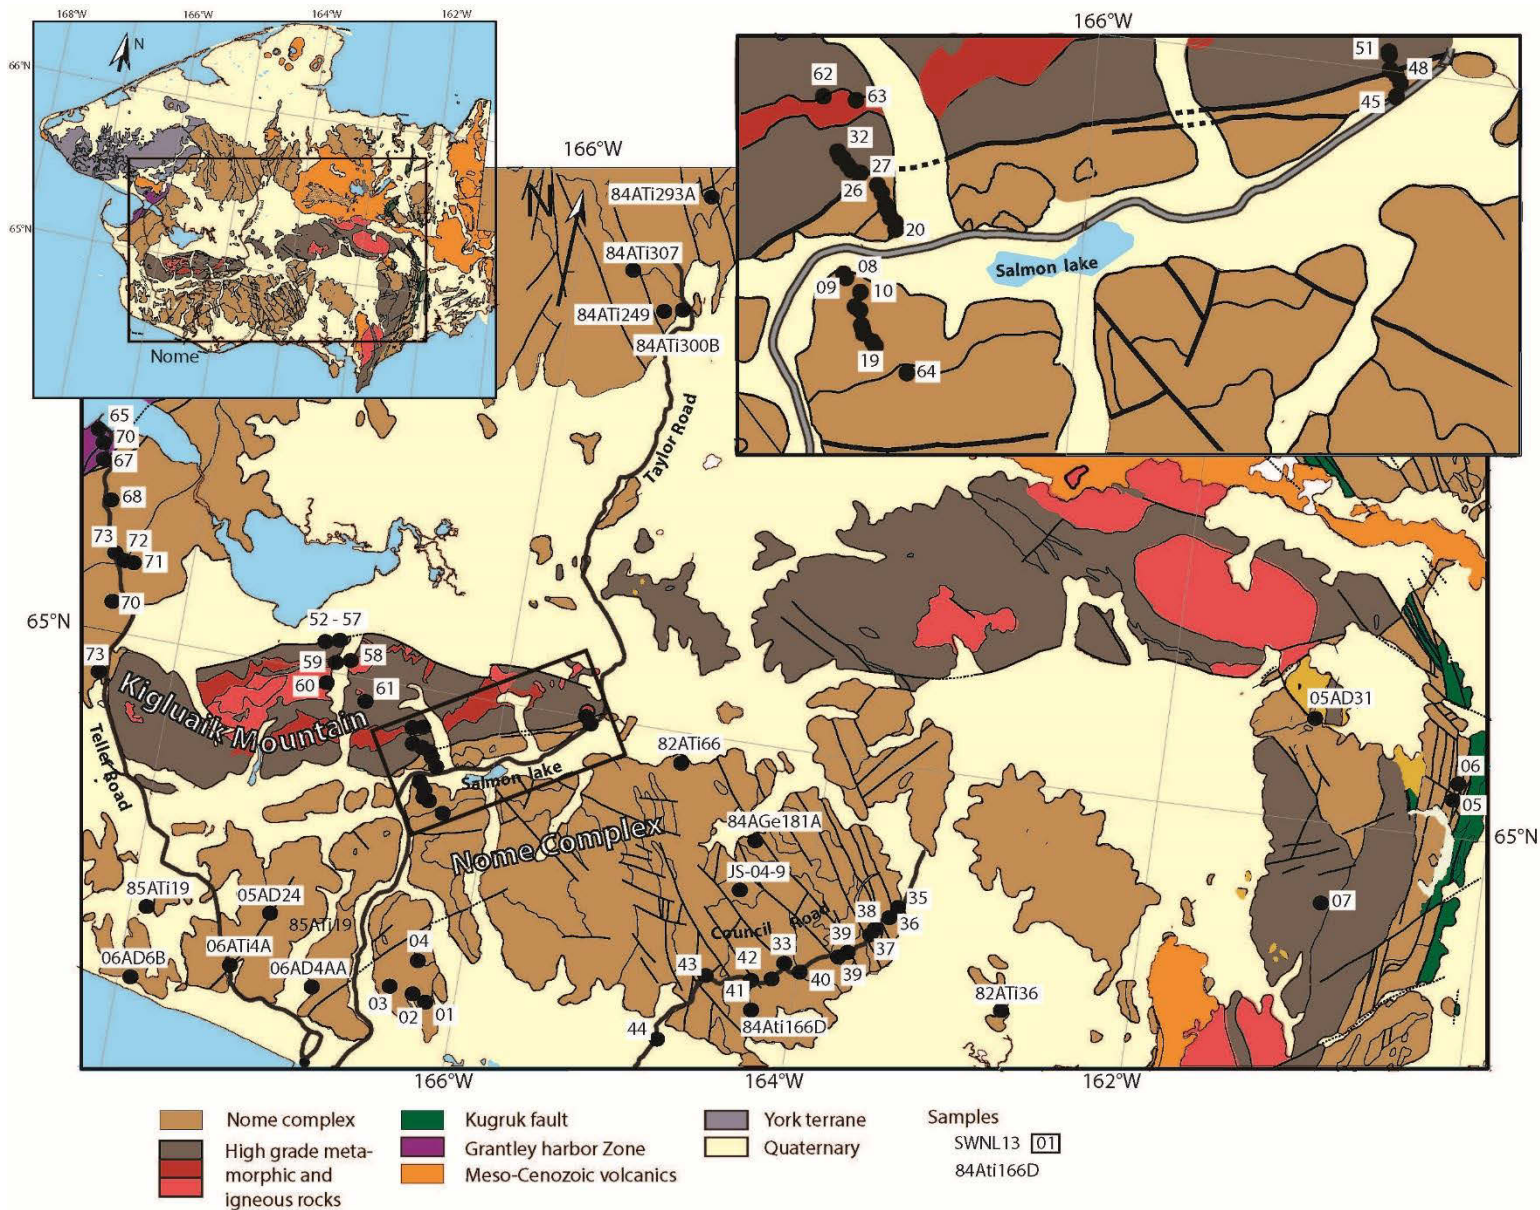 168°W
166°W
164°W
162°W
N
66°N
65°N
Nome
166°W
51
48
45
62
63
32
27
26
20
Salmon lake
08
09
10
19
64
166°W
N
84ATi293A
84ATi307
84ATi249
84ATi300B
Taylor Road
65
70
67
68
73
72
71
70
65°N
73
52 - 57
59
58
60
61
Kigluaik Mountain
Teller Road
Salmon lake
82ATi66
Nome Complex
84AGe181A
JS-04-9
Council Road
05AD31
06
05
65°N
07
85ATi19
05AD24
85ATi19
06AD6B
06ATi4A
06AD4AA
04
03
02
01
35
38
36
39
37
33
42
43
40
39
41
44
84Ati166D
82ATi36
166°W
164°W
162°W
Nome complex
High grade meta-
morphic and
igneous rocks
Kugruk fault
Grantley harbor Zone
Meso-Cenozoic volcanics
York terrane
Quaternary
Samples
SWNL13 01
84Ati166D